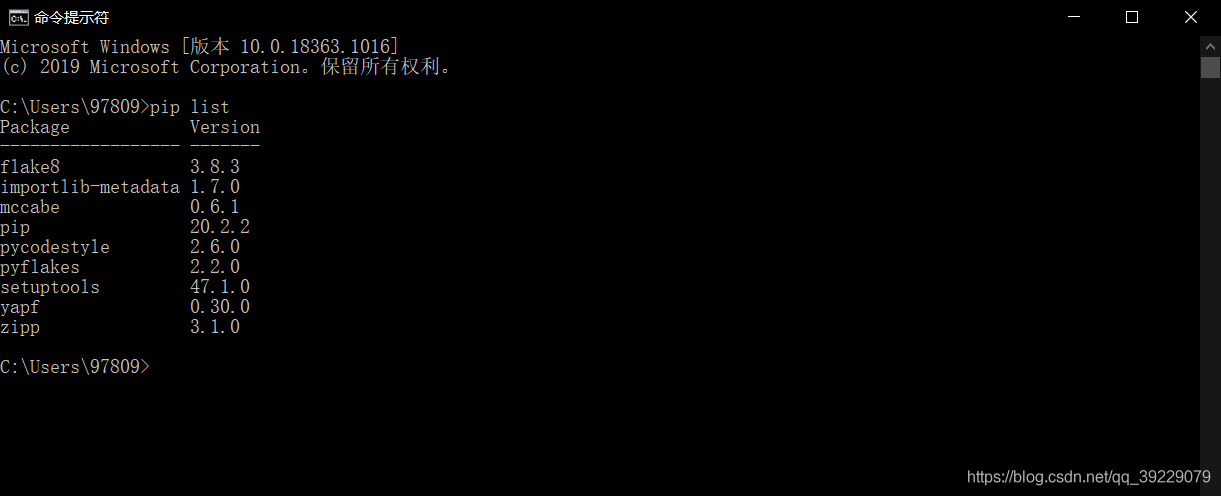 命令提示符
Microsoft Windows [版本 10.0.18363.1016]
(c) 2019 Microsoft Corporation。保留所有权利。
C:\Users\97809>pip list
Package            Version
------------------ -------
flake8             3.8.3
importlib-metadata 1.7.0
mccabe             0.6.1
pip                20.2.2
pycodestyle        2.6.0
pyflakes           2.2.0
setuptools         47.1.0
yapf               0.30.0
zipp               3.1.0
C:\Users\97809>
https://blog.csdn.net/qq_39229079